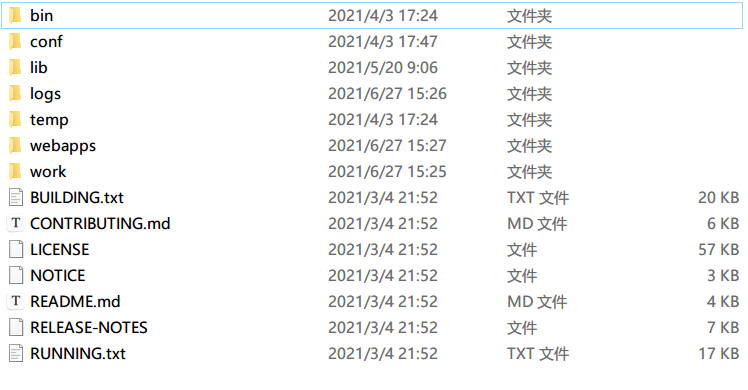 bin 2021/4/3 17:24 文件夹
conf 2021/4/3 17:47 文件夹
lib 2021/5/20 9:06 文件夹
logs 2021/6/27 15:26 文件夹
temp 2021/4/3 17:24 文件夹
webapps 2021/6/27 15:27 文件夹
work 2021/6/27 15:25 文件夹
BUILDING.txt 2021/3/4 21:52 TXT 文件 20 KB
CONTRIBUTING.md 2021/3/4 21:52 MD 文件 6 KB
LICENSE 2021/3/4 21:52 文件 57 KB
NOTICE 2021/3/4 21:52 文件 3 KB
README.md 2021/3/4 21:52 MD 文件 4 KB
RELEASE-NOTES 2021/3/4 21:52 文件 7 KB
RUNNING.txt 2021/3/4 21:52 TXT 文件 17 KB